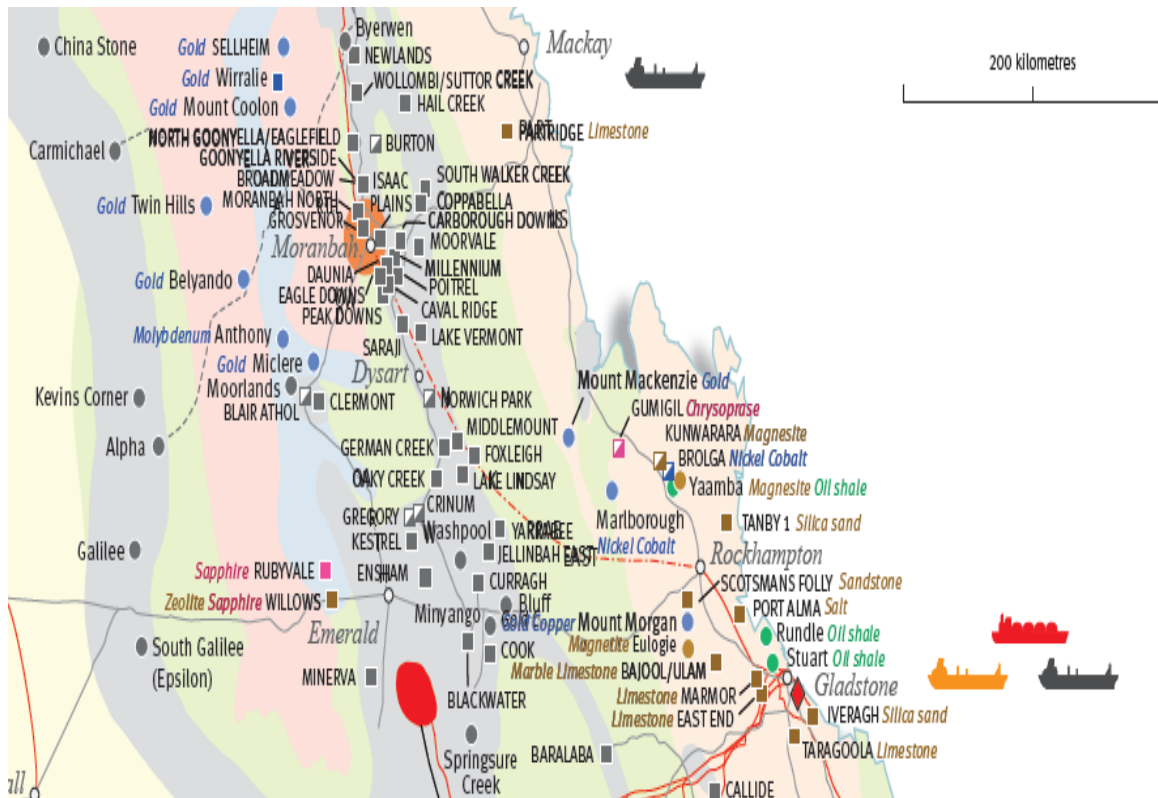 Byerwen
Mackay
China Stone
Gold SELLHEIM
NEWLANDS
200 kilometres
Gold Wirralie
WOLLOMBI/SUTTOR CREEK
Gold Mount Coolon
HAIL CREEK
PARTRIDGE Limestone
NORTH GOONYELLA/EAGLEFIELD
BURTON
Carmichael
GOONYELLA RIVERSIDE
BROADMEADOW
ISAAC
PLAINS
SOUTH WALKER CREEK
MORANBAH NORTH
COPPABELLA
Gold Twin Hills
GROSVENOR
CARBOROUGH DOWNS
Moranbah
MOORVALE
DAUNIA
MILLENNIUM
Gold Belyando
POITREL
EAGLE DOWNS
CAVAL RIDGE
PEAK DOWNS
Molybdenum Anthony
LAKE VERMONT
SARAJI
Gold Miclere
Dysart
Moorlands
Mount Mackenzie Gold
Kevins Corner
BLAIR ATHOL
CLERMONT
NORWICH PARK
GUMIGIL Chrysoprase
MIDDLEMOUNT
KUNWARARA Magnesite
Alpha
GERMAN CREEK
FOXLEIGH
BROLGA Nickel Cobalt
OAKY CREEK
LAKE LINDSAY
Yaamba Magnesite Oil shale
CRINUM
GREGORY
Marlborough
Nickel Cobalt
TANBY 1 Silica sand
Washpool
YARRABEE
KESTREL
Galilee
JELLINBAH EAST
Rockhampton
Sapphire RUBYVALE
ENSHAM
CURRAGH
SCOTSMANS FOLLY Sandstone
Zeolite Sapphire WILLOWS
Minyango
Bluff
PORT ALMA Salt
Emerald
Gold Copper Mount Morgan
Rundle Oil shale
South Galilee
(Epsilon)
Magnetite Eulogie
COOK
Stuart Oil shale
MINERVA
Marble Limestone BAJOOL/ULAM
Gladstone
BLACKWATER
Limestone MARMOR
Limestone EAST END
IVERAGH Silica sand
Springsure
Creek
BARALABA
TARAGOOLA Limestone
all
CALLIDE